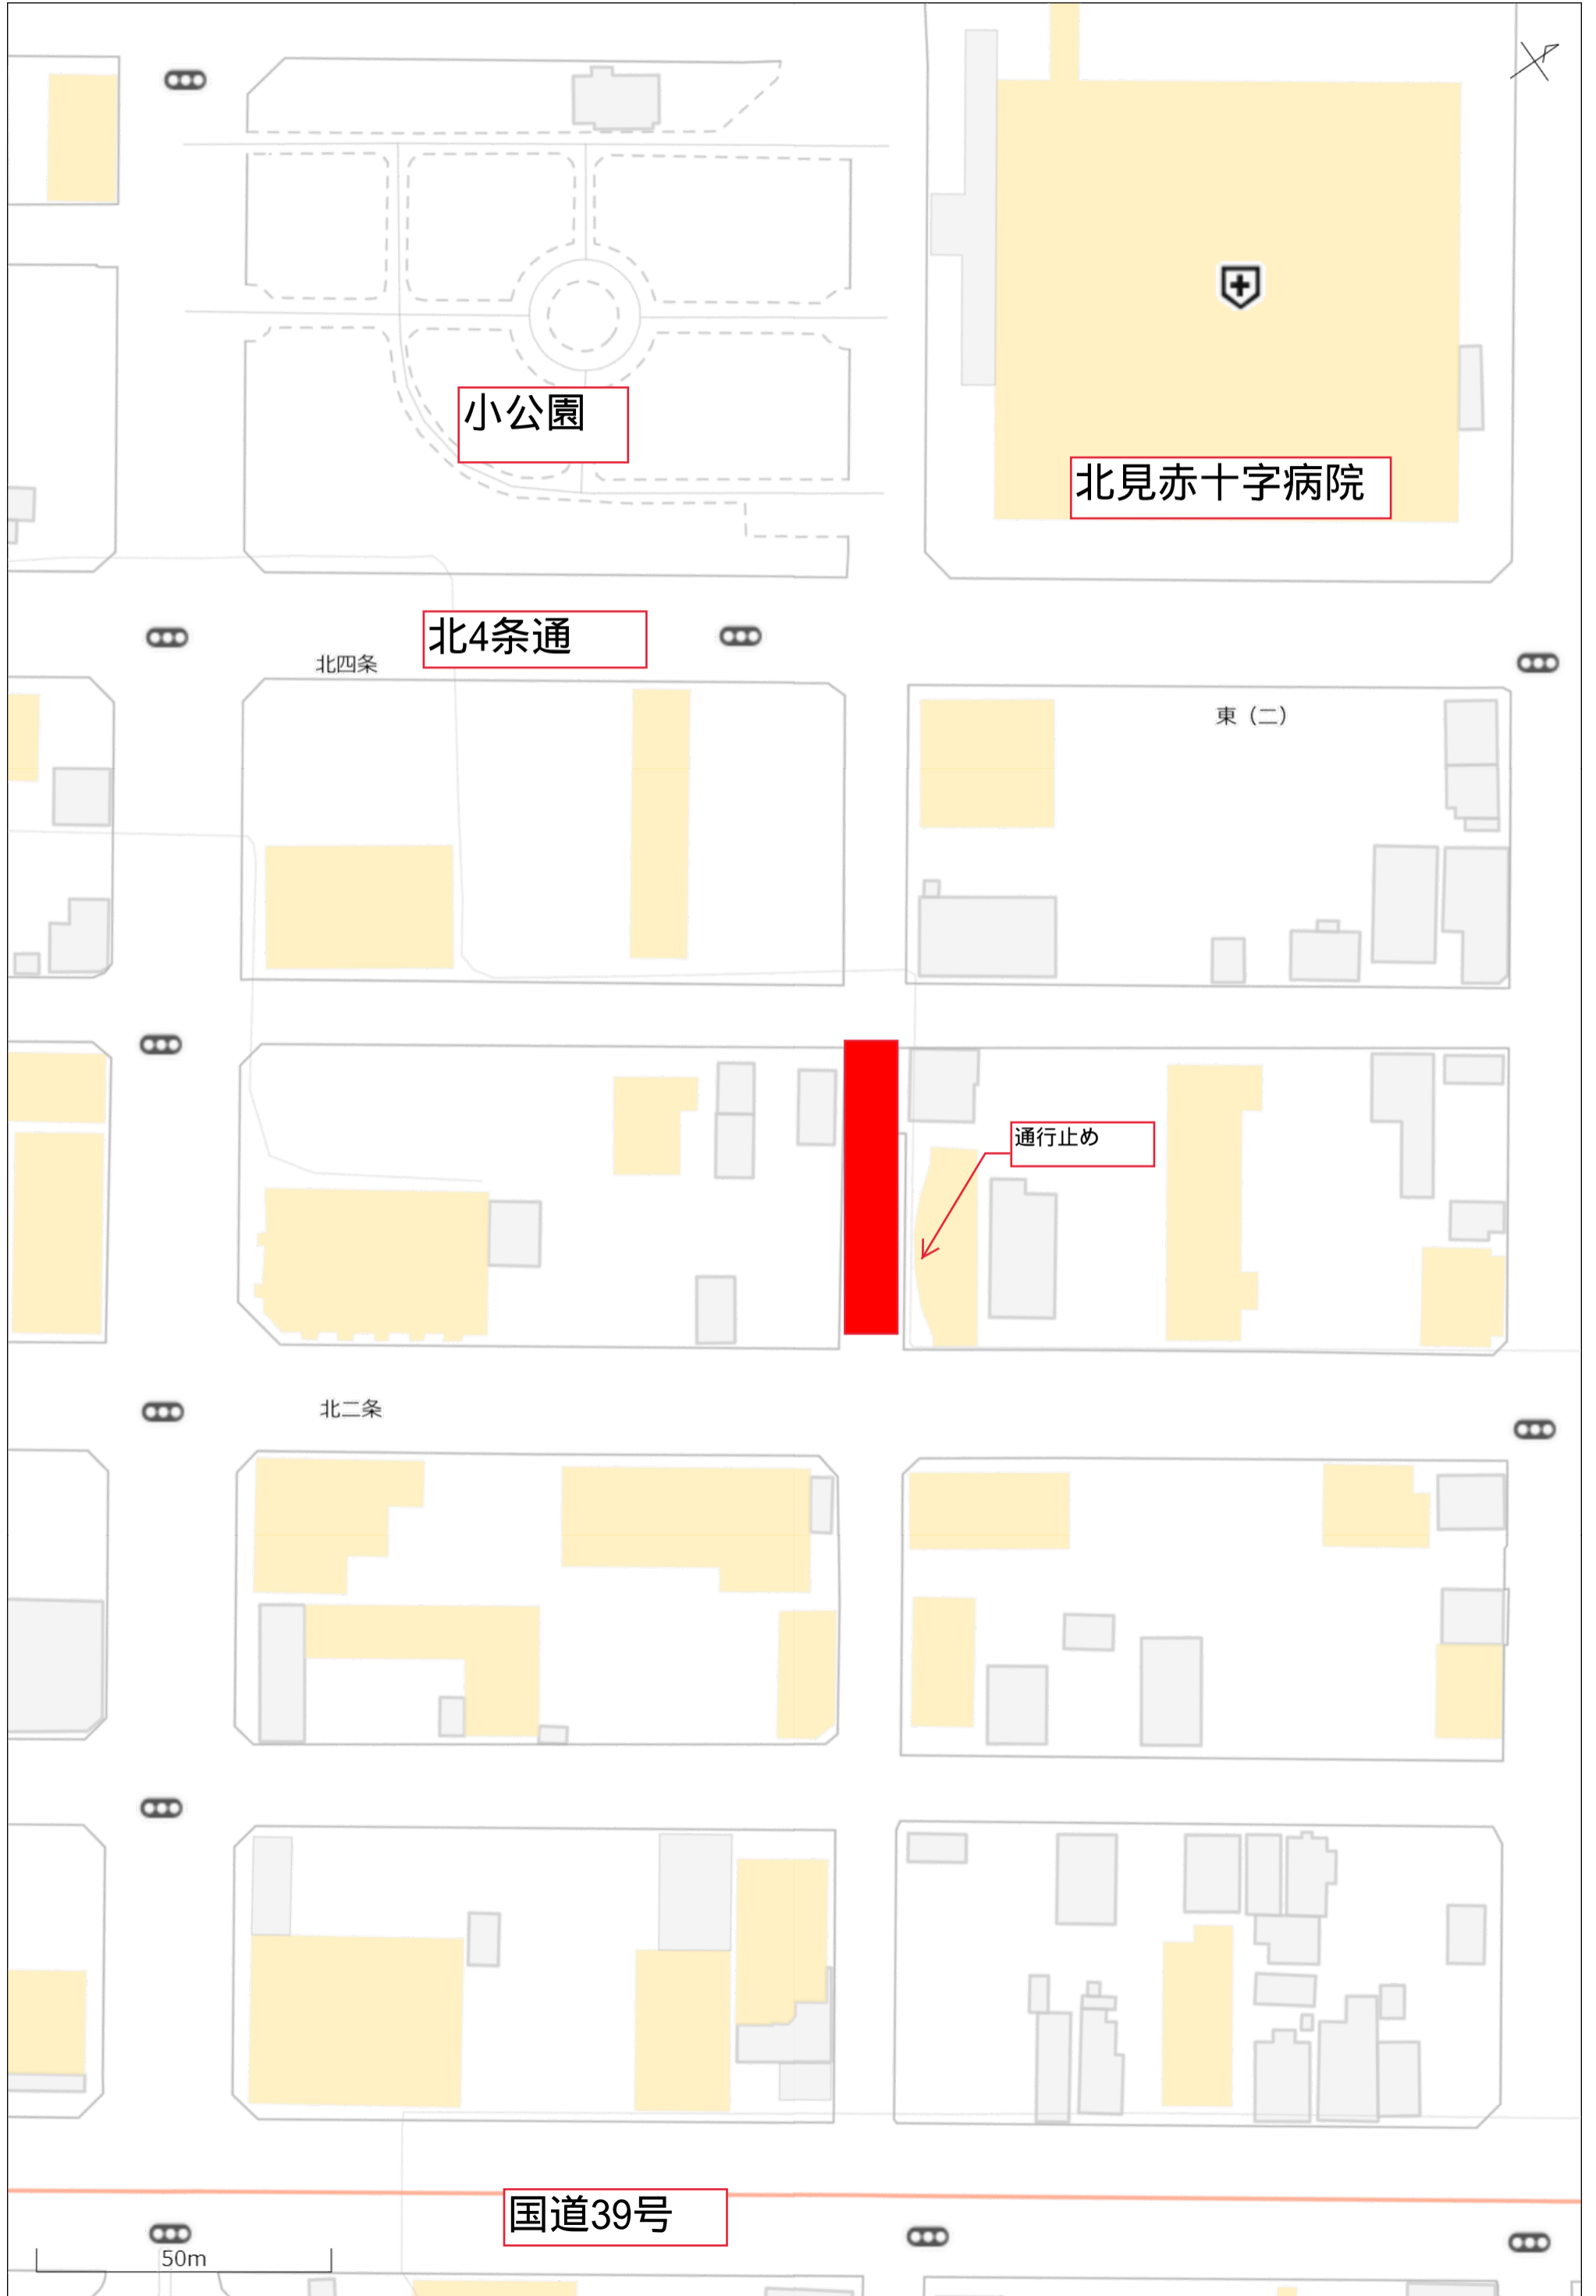 小公園
北見赤十字病院
北4条通
北四条
東（二）
通行止め
北二条
国道39号
50m